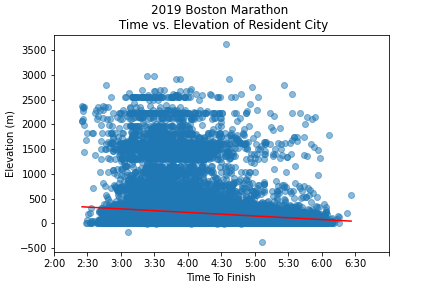 2019 Boston Marathon
Time vs. Elevation of Resident City
Elevation (m)
3500
3000
2500
2000
1500
1000
500
0
−500
2:00 2:30 3:00 3:30 4:00 4:30 5:00 5:30 6:00 6:30
Time To Finish